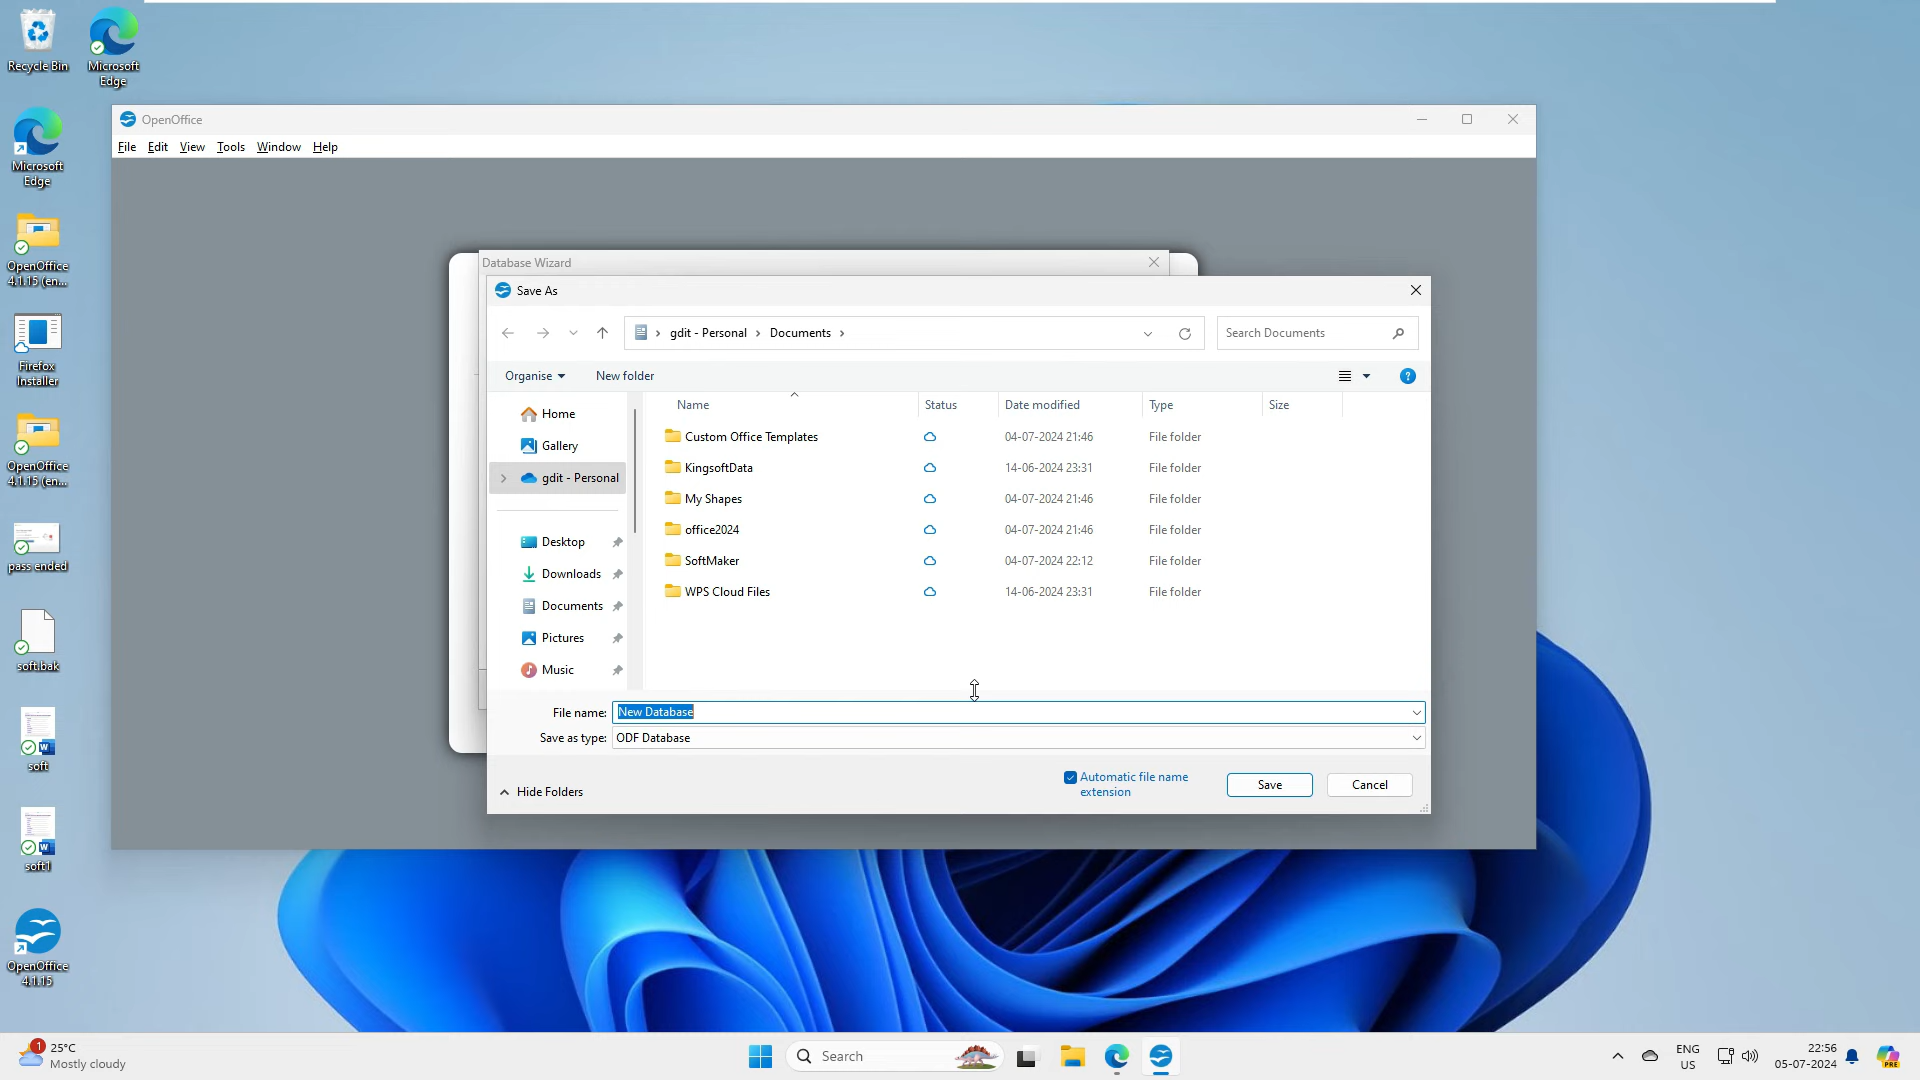 Recycle Bin
Microsoft
Edge
Microsoft
Edge
OpenOffice
4.1.15 (en...
Firefox
Installer
OpenOffice
4.1.15 (en...
pass ended
soft.bak
soft
soft1
OpenOffice
4.1.15
OpenOffice
File Edit View Tools Window Help
Database Wizard
Save As
gdit - Personal Documents
Search Documents
Organise New folder
Name Status Date modified Type Size
Home
Gallery
gdit - Personal
Desktop
Downloads
Documents
Pictures
Music
Custom Office Templates 04-07-2024 21:46 File folder
KingsoftData 14-06-2024 23:31 File folder
My Shapes 04-07-2024 21:46 File folder
office2024 04-07-2024 21:46 File folder
SoftMaker 04-07-2024 22:12 File folder
WPS Cloud Files 14-06-2024 23:31 File folder
File name: New Database
Save as type: ODF Database
Automatic file name
extension
Save Cancel
Hide Folders
1
25°C
Mostly cloudy
Search
ENG
US
22:56
05-07-2024
PRE